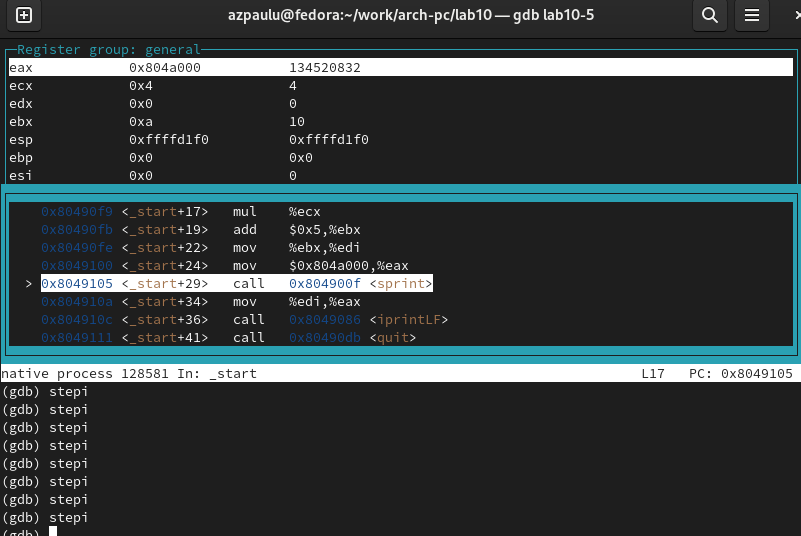 azpaulu@fedora:~/work/arch-pc/lab10 — gdb lab10-5
Register group: general
eax 0x804a000 134520832
ecx 0x4 4
edx 0x0 0
ebx 0xa 10
esp 0xffffd1f0 0xffffd1f0
ebp 0x0 0x0
esi 0x0 0
0x80490f9 <_start+17> mul %ecx
0x80490fb <_start+19> add $0x5,%ebx
0x80490fe <_start+22> mov %ebx,%edi
0x8049100 <_start+24> mov $0x804a000,%eax
> 0x8049105 <_start+29> call 0x804900f <sprint>
0x804910a <_start+34> mov %edi,%eax
0x804910c <_start+36> call 0x8049086 <iprintLF>
0x8049111 <_start+41> call 0x80490db <quit>
native process 128581 In: _start L17 PC: 0x8049105
(gdb) stepi
(gdb) stepi
(gdb) stepi
(gdb) stepi
(gdb) stepi
(gdb) stepi
(gdb) stepi
(gdb) stepi
(gdb)